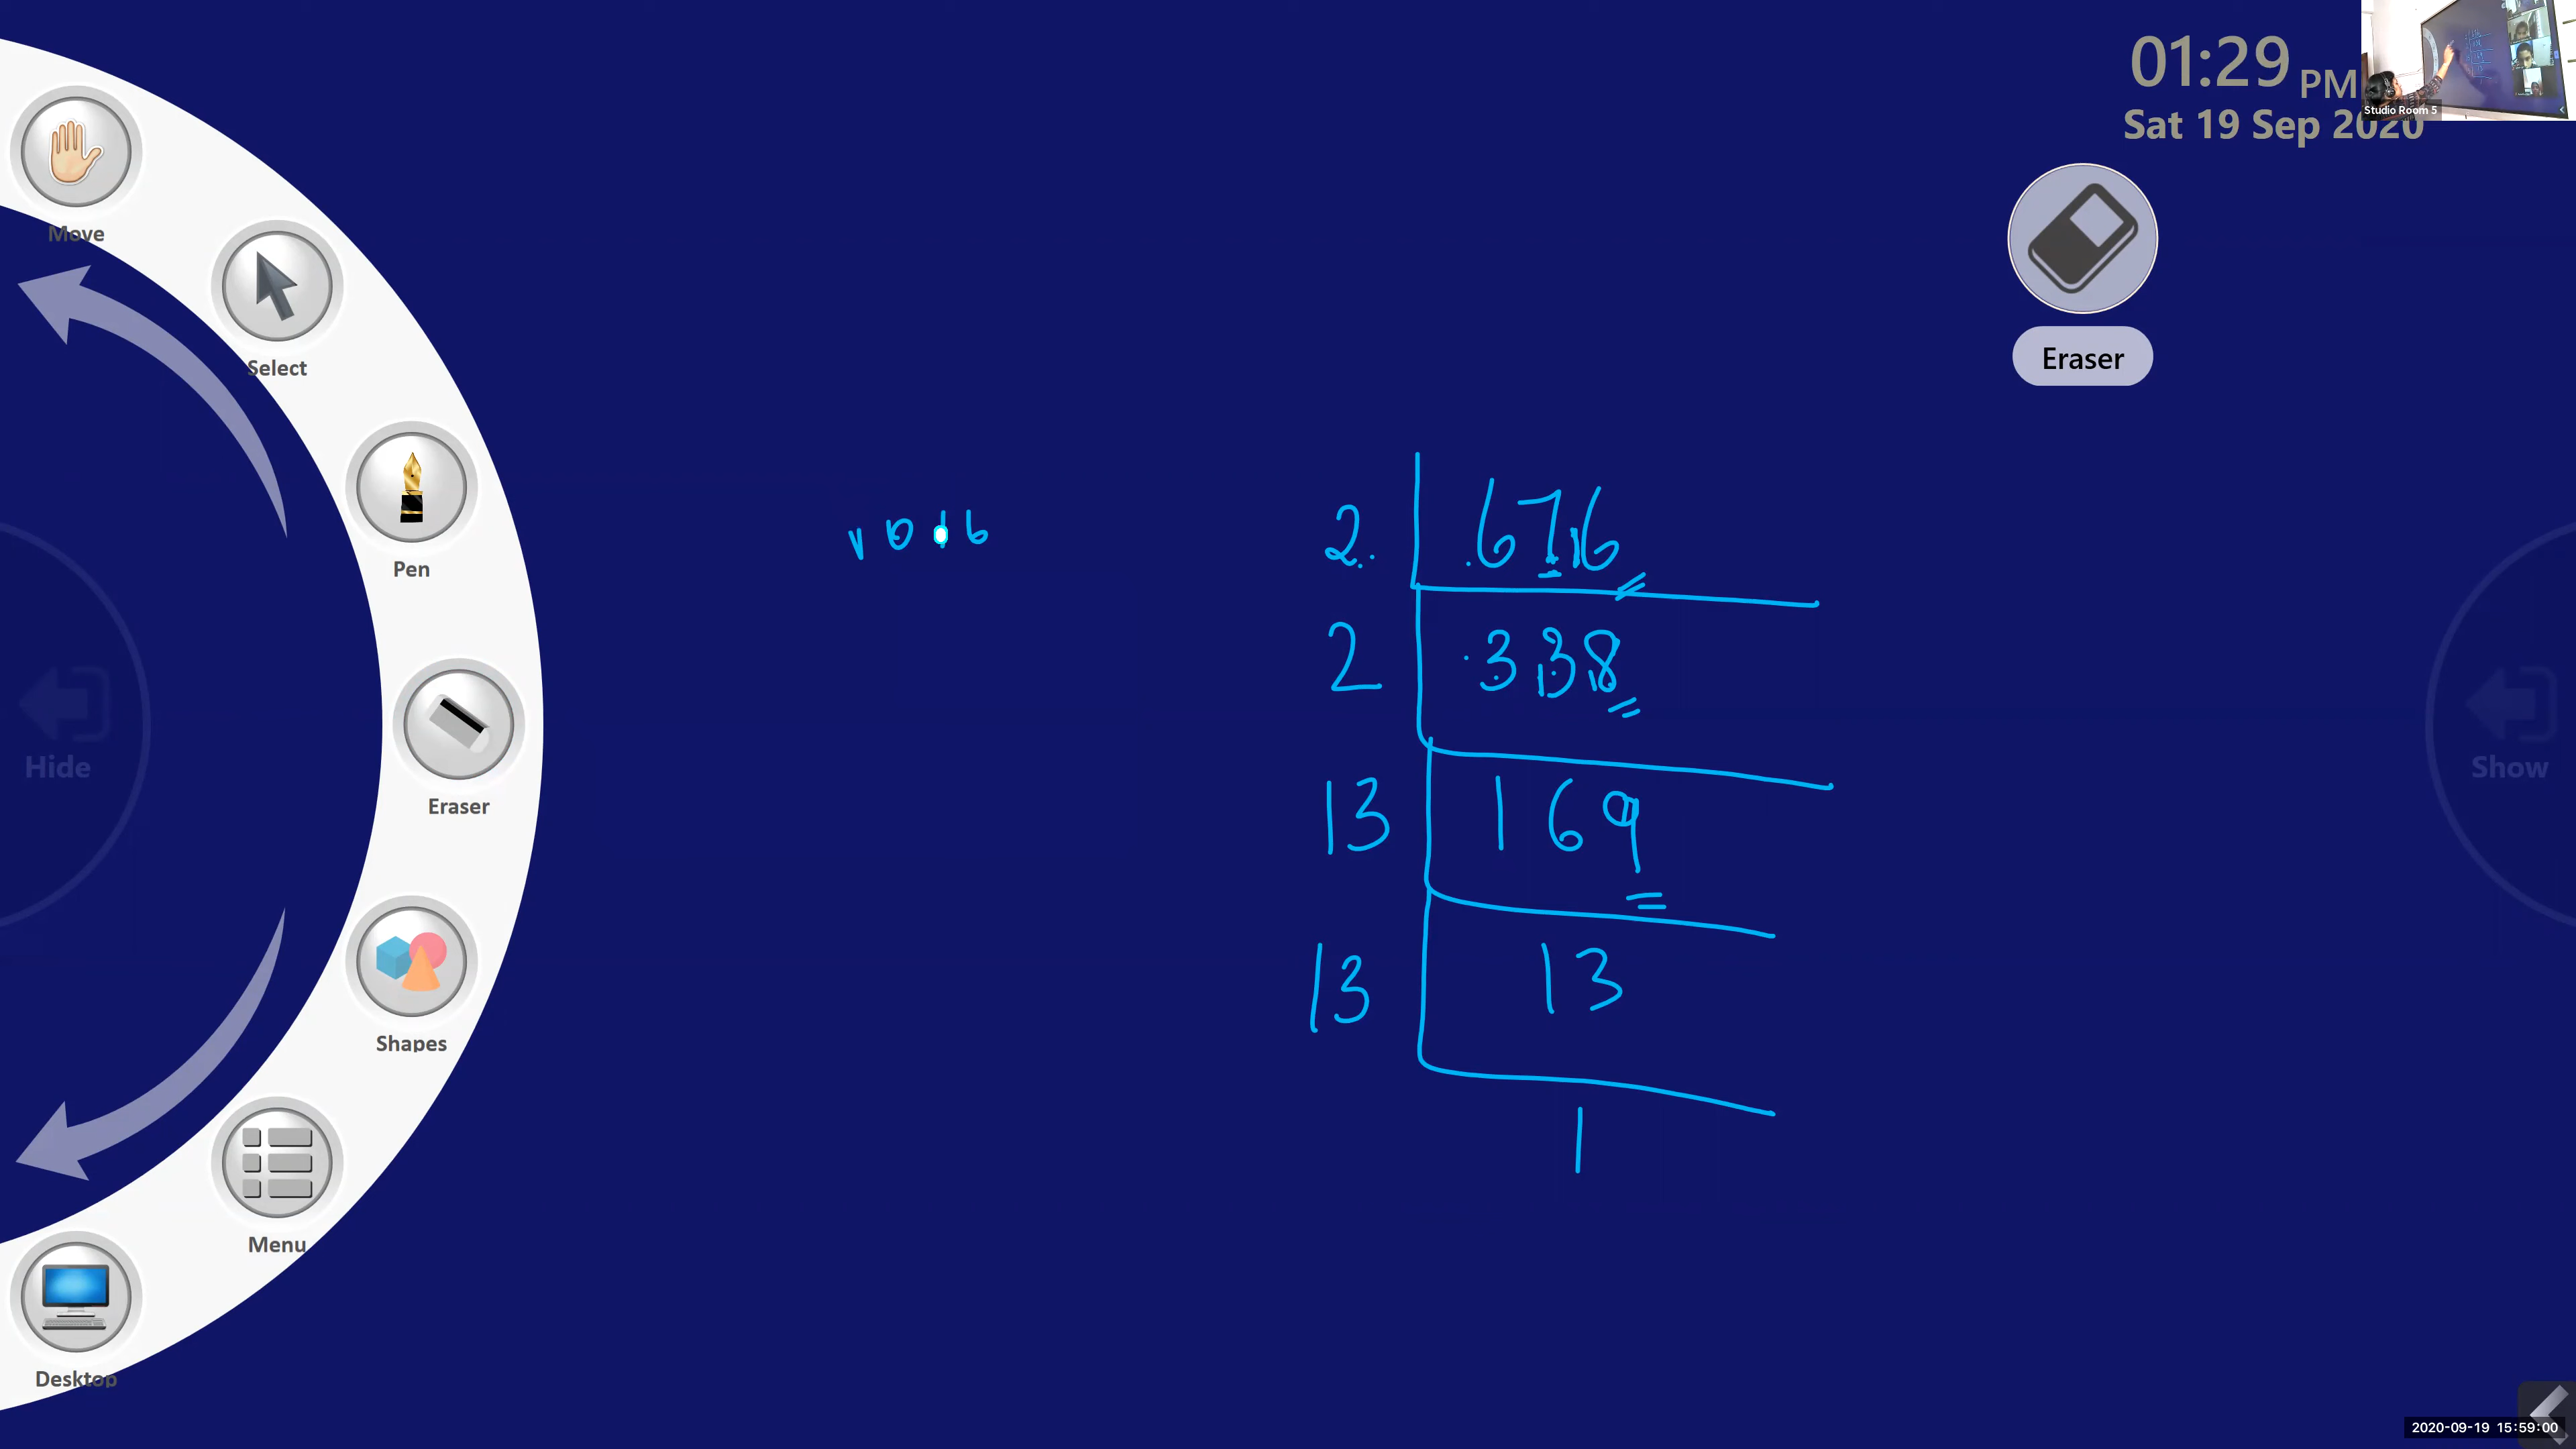 01:29 PM
Studio Room 5
Sat 19 Sep 2020
Move
Select
Eraser
Pen
2. 676
2 338
Hide
Show
Eraser
13 169
13 13
Shapes
1
Menu
Desktop
2020-09-19 15:59:00